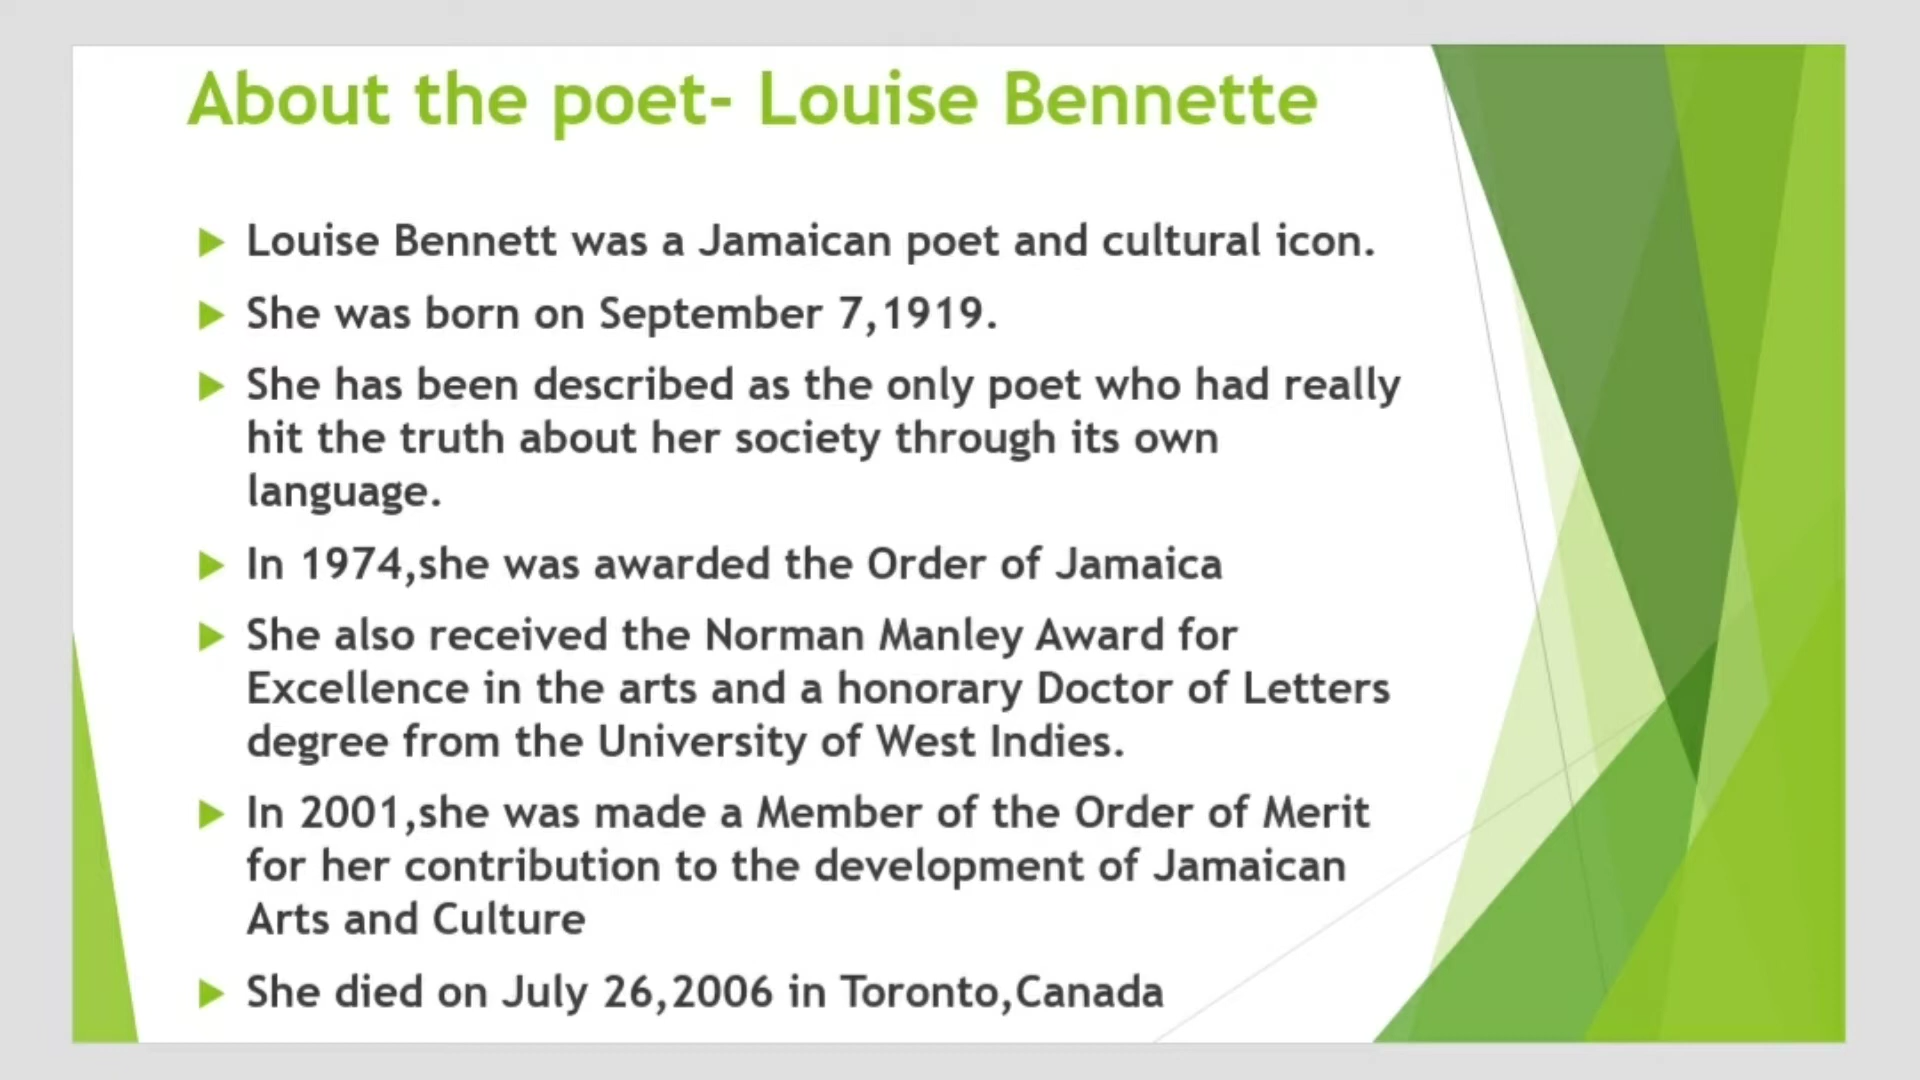 About the poet- Louise Bennette
Louise Bennett was a Jamaican poet and cultural icon.
She was born on September 7,1919.
She has been described as the only poet who had really
hit the truth about her society through its own
language.
In 1974,she was awarded the Order of Jamaica
She also received the Norman Manley Award for
Excellence in the arts and a honorary Doctor of Letters
degree from the University of West Indies.
In 2001,she was made a Member of the Order of Merit
for her contribution to the development of Jamaican
Arts and Culture
She died on July 26,2006 in Toronto,Canada